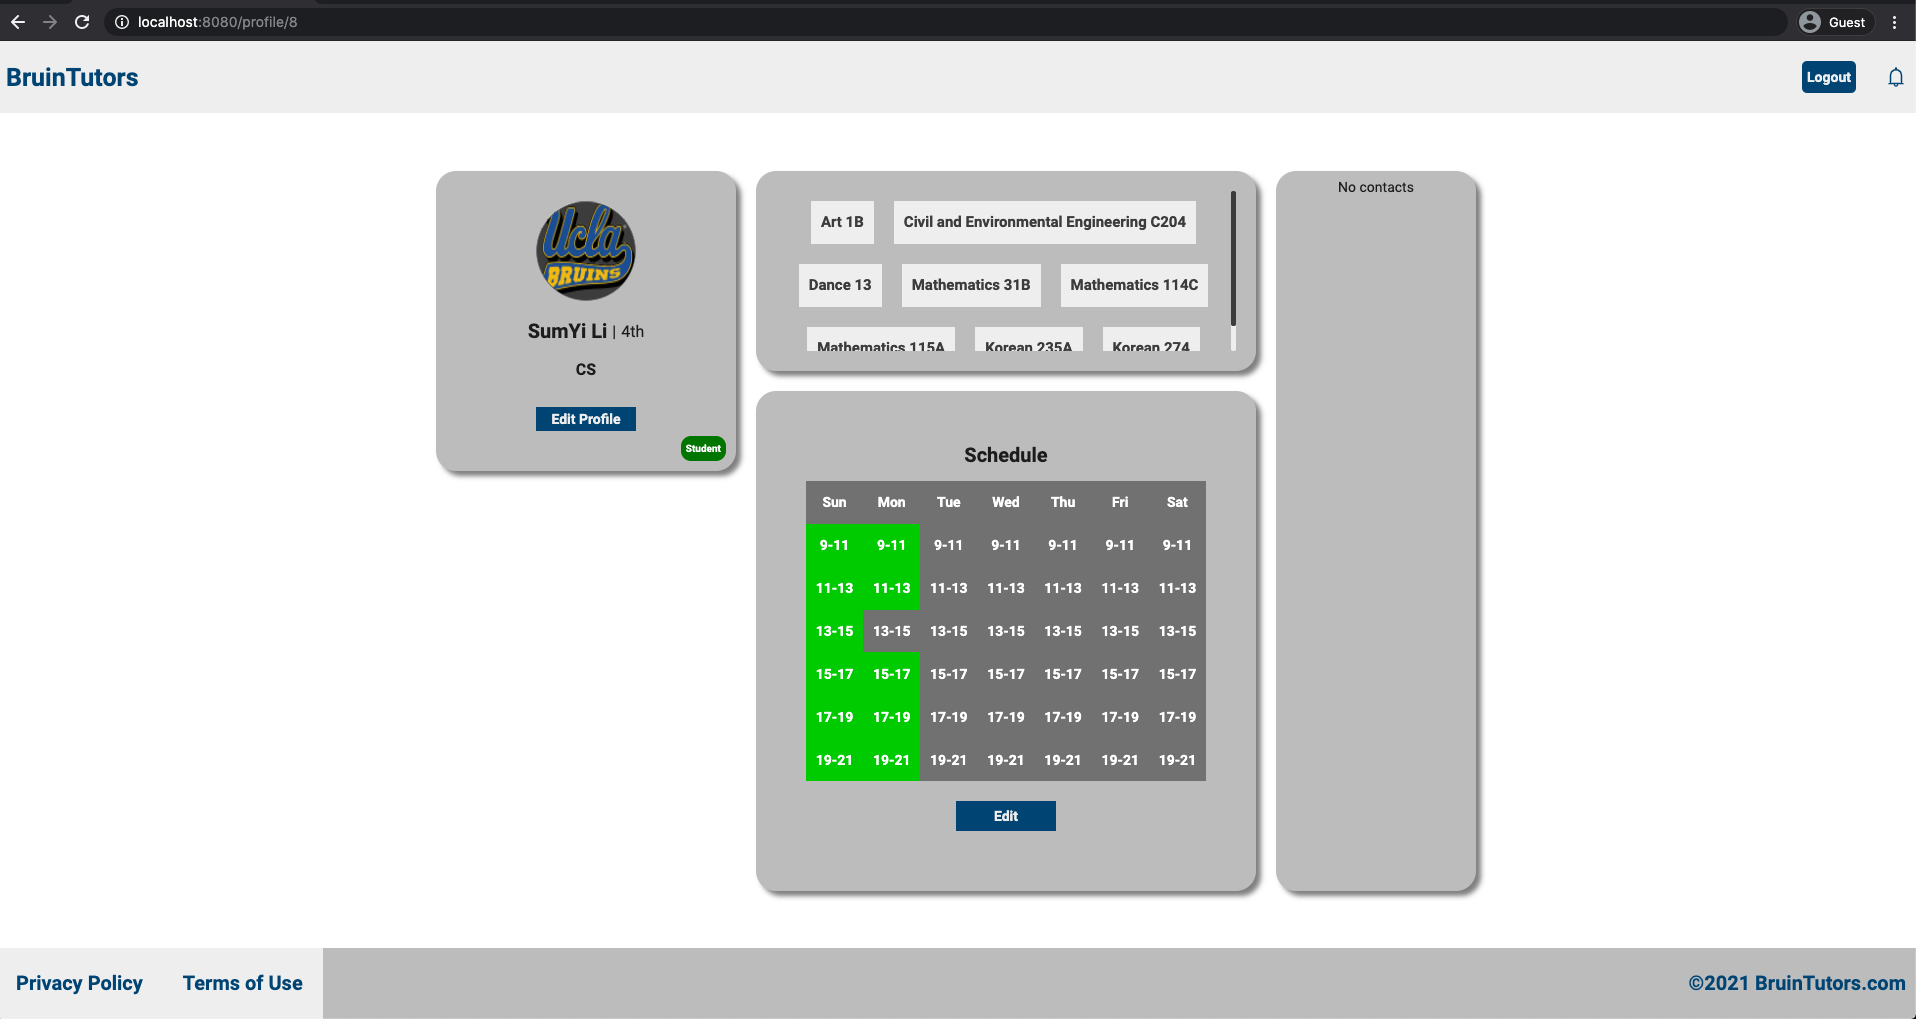 localhost:8080/profile/8
Guest
BruinTutors
Logout
Ucla
BRUINS
SumYi Li | 4th
CS
Edit Profile
Student
Art 1B
Civil and Environmental Engineering C204
Dance 13
Mathematics 31B
Mathematics 114C
Mathematics 115A
Korean 235A
Korean 274
Schedule
Sun Mon Tue Wed Thu Fri Sat
9-11 9-11 9-11 9-11 9-11 9-11 9-11
11-13 11-13 11-13 11-13 11-13 11-13 11-13
13-15 13-15 13-15 13-15 13-15 13-15 13-15
15-17 15-17 15-17 15-17 15-17 15-17 15-17
17-19 17-19 17-19 17-19 17-19 17-19 17-19
19-21 19-21 19-21 19-21 19-21 19-21 19-21
Edit
No contacts
Privacy Policy
Terms of Use
©2021 BruinTutors.com